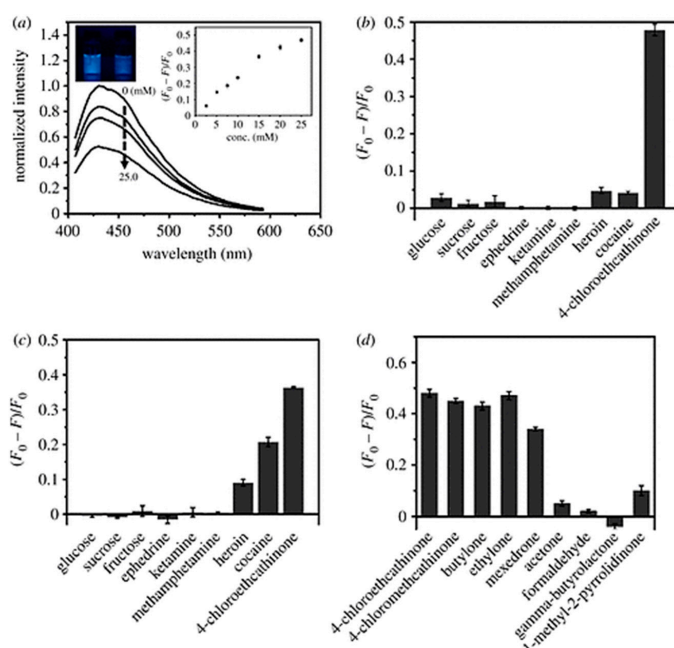 (a)
normalized intensity
1.4
1.2
1.0
0.8
0.6
0.4
0.2
0
400
450
500
550
600
650
wavelength (nm)
0 (mM)
25.0
(F0 – F)/F0
0.5
0.4
0.3
0.2
0.1
0
0
5
10
15
20
25
conc. (mM)
(b)
(F0 – F)/F0
0.5
0.4
0.3
0.2
0.1
0
glucose
sucrose
fructose
ephedrine
ketamine
methamphetamine
heroin
cocaine
4-chloroethcathinone
(c)
(F0 – F)/F0
0.5
0.4
0.3
0.2
0.1
0
glucose
sucrose
fructose
ephedrine
ketamine
methamphetamine
heroin
cocaine
4-chloroethcathinone
(d)
(F0 – F)/F0
0.6
0.4
0.2
0
4-chloroethcathinone
4-chloromethcathinone
butylone
ethylone
mexedrone
acetone
formaldehyde
gamma-butyrolactone
1-methyl-2-pyrrolidinone